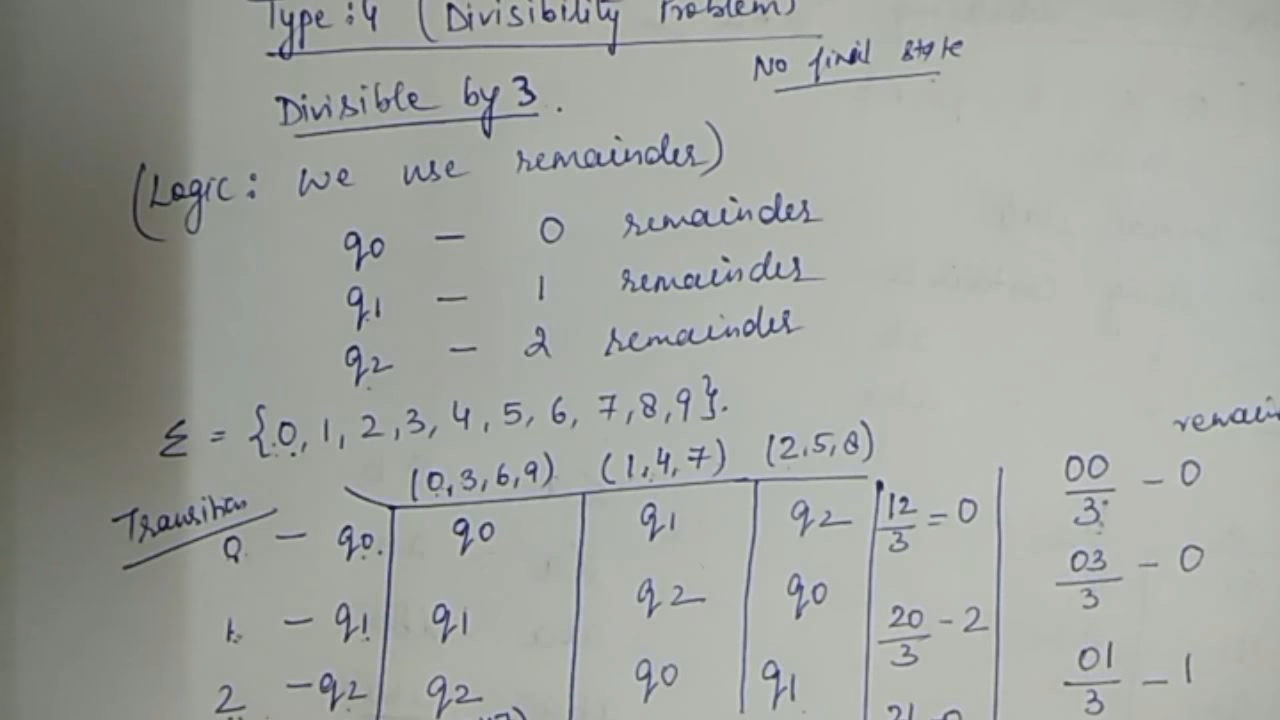 Type:4 (Divisibility Problem)
No final state
Divisible by 3.
(Logic: we use remainder)
q0 - 0 remainder
q1 - 1 remainder
q2 - 2 remainder
Σ = {0, 1, 2, 3, 4, 5, 6, 7, 8, 9}.
remain
(0,3,6,9) (1,4,7) (2,5,8)
Transition
0 - q0 q0 q1 q2 12/3 = 0 00/3 - 0
03/3 - 0
1 - q1 q1 q2 q0 20/3 - 2
2 - q2 q2 q0 q1 01/3 - 1